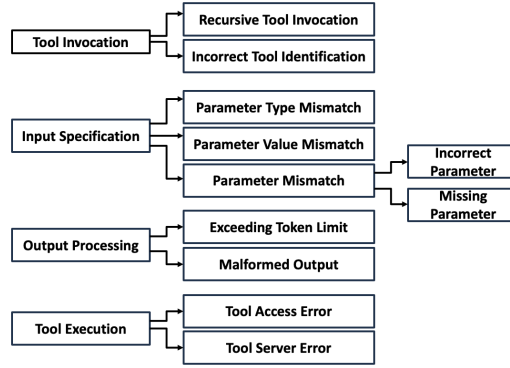 Tool Invocation
Recursive Tool Invocation
Incorrect Tool Identification
Input Specification
Parameter Type Mismatch
Parameter Value Mismatch
Parameter Mismatch
Incorrect
Parameter
Missing
Parameter
Output Processing
Exceeding Token Limit
Malformed Output
Tool Execution
Tool Access Error
Tool Server Error